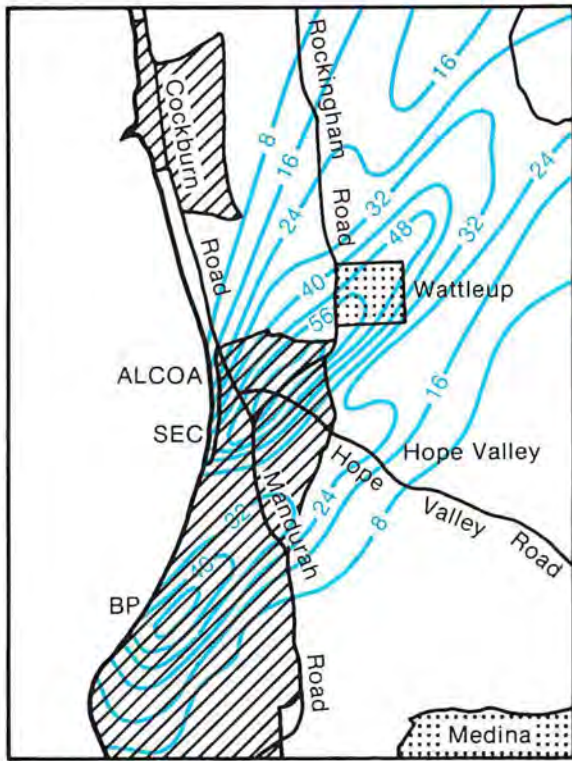 Cockburn
Road
Rockingham
Road
8
16
24
16
32
24
48
32
40
56
Wattleup
16
ALCOA
SEC
Hope Valley
Hope
Valley
Road
Mandurah
Road
24
8
32
40
BP
Medina